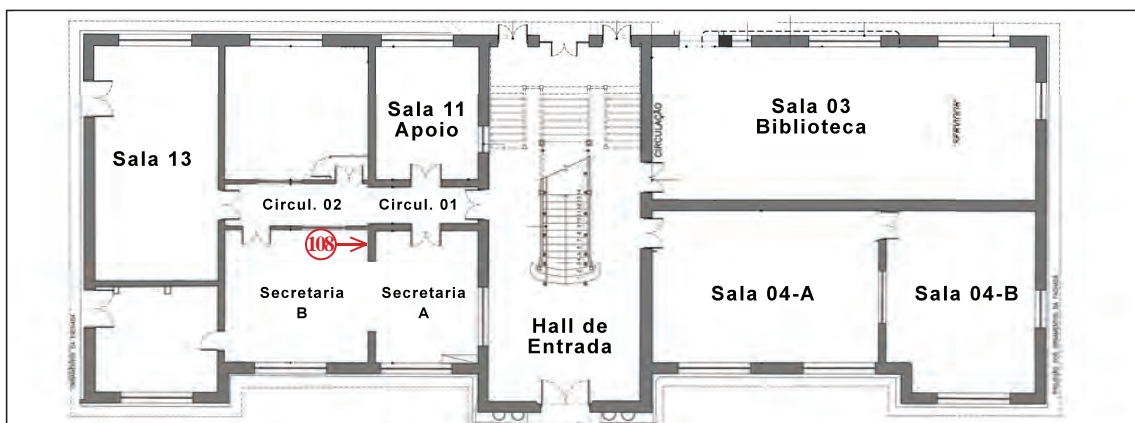 Sala 11
Apoio
Sala 03
Biblioteca
SERVIDOR
CIRCULAÇÃO
Sala 13
Circul. 02
Circul. 01
108
Secretaria
B
Secretaria
A
Sala 04-A
Sala 04-B
Hall de
Entrada